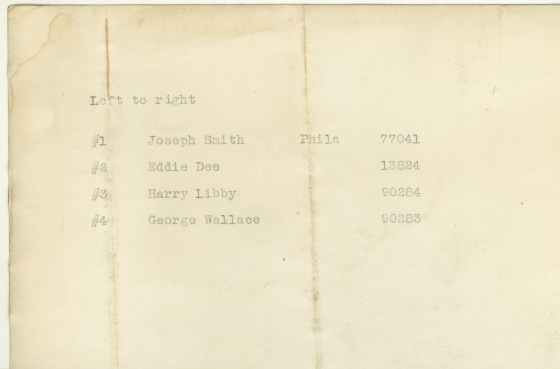 Left to right
#1 Joseph Smith Phila 77041
#2 Eddie Dee 13824
#3 Harry Libby 90284
#4 George Wallace 90283